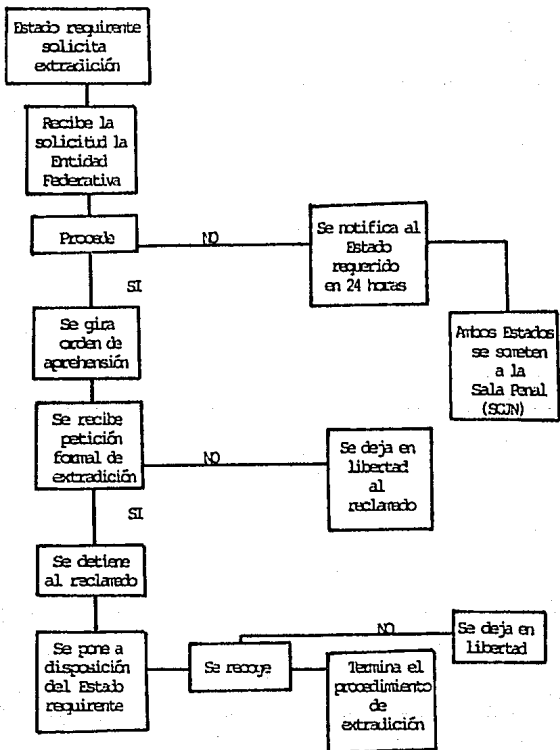 Estado requirente
solicita
extradición
Recibe la
solicitud la
Entidad
Federativa
Procede
NO
Se notifica al
Estado
requerido
en 24 horas
SI
Se gira
orden de
aprehensión
Ambos Estados
se someten
a la
Sala Penal
(SCJN)
Se recibe
petición
formal de
extradición
NO
Se deja en
libertad
al
reclamado
SI
Se detiene
al reclamado
Se pone a
disposición
del Estado
requirente
Se recoge
NO
Se deja en
libertad
Termina el
procedimiento
de
extradición